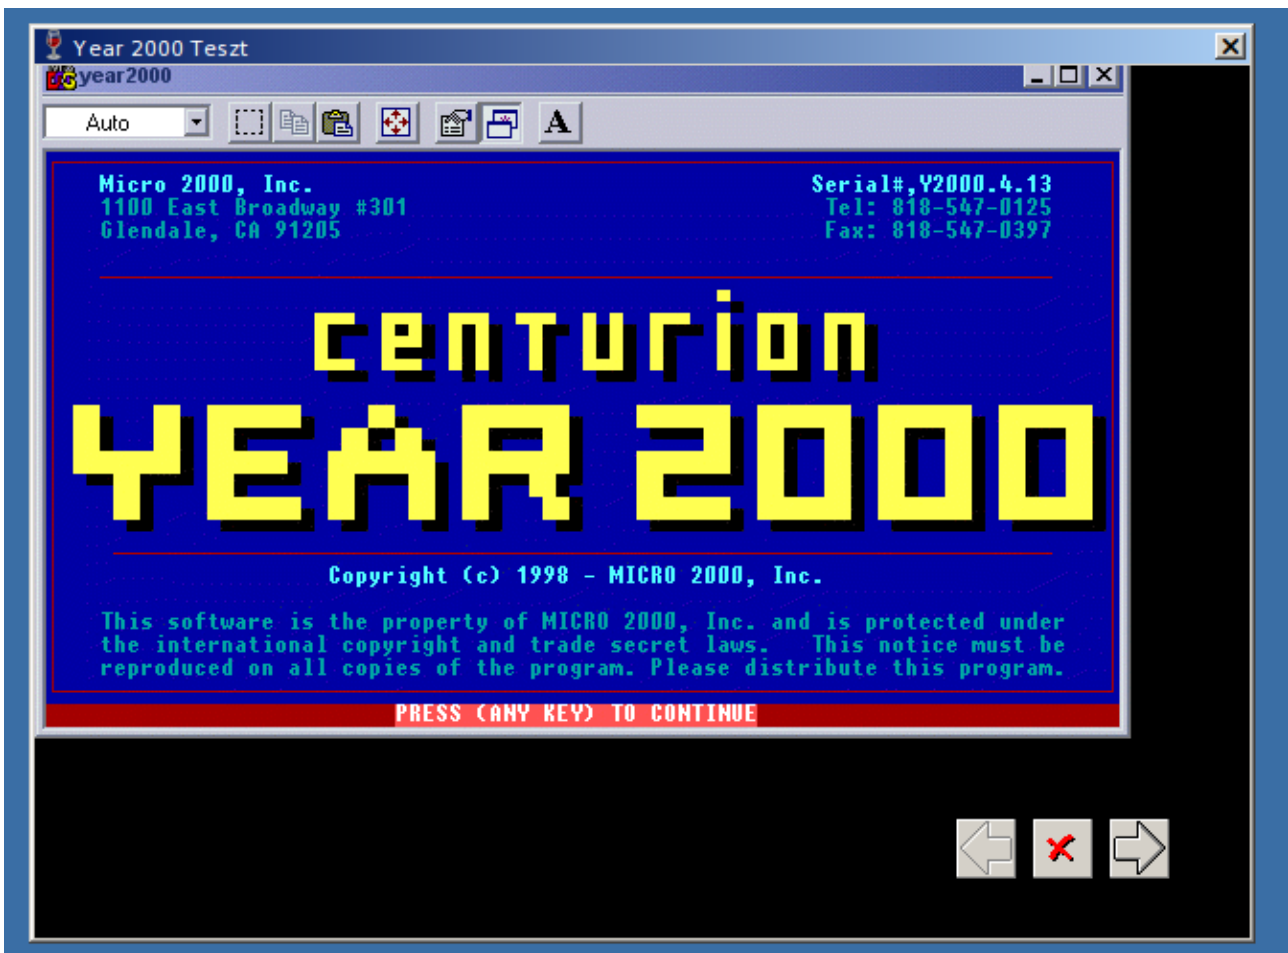 Year 2000 Teszt
year2000
Auto
A
Micro 2000, Inc.
Serial#,Y2000.4.13
1100 East Broadway #301
Tel: 818-547-0125
Glendale, CA 91205
Fax: 818-547-0397
centurion
YEAR 2000
Copyright (c) 1998 - MICRO 2000, Inc.
This software is the property of MICRO 2000, Inc. and is protected under
the international copyright and trade secret laws. This notice must be
reproduced on all copies of the program. Please distribute this program.
PRESS (ANY KEY) TO CONTINUE